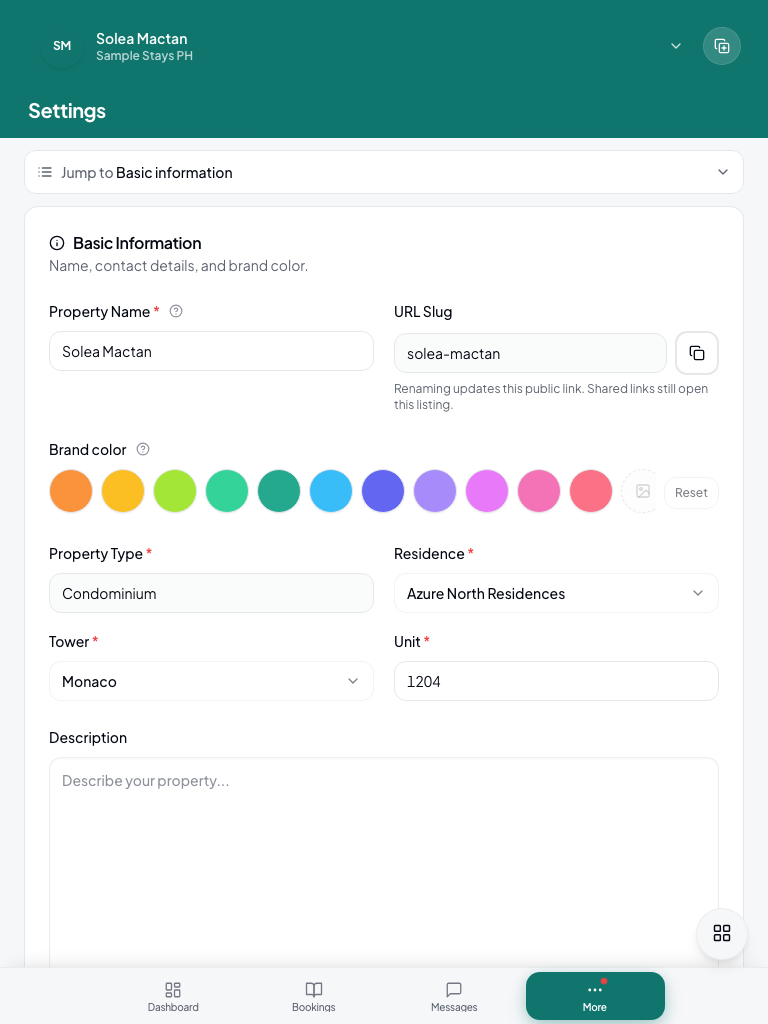 SM
Solea Mactan
Sample Stays PH
Settings
Jump to Basic information
Basic Information
Name, contact details, and brand color.
Property Name *
URL Slug
Solea Mactan
solea-mactan
Renaming updates this public link. Shared links still open
this listing.
Brand color
Reset
Property Type *
Residence *
Condominium
Azure North Residences
Tower *
Unit *
Monaco
1204
Description
Describe your property...
Dashboard
Bookings
Messages
More